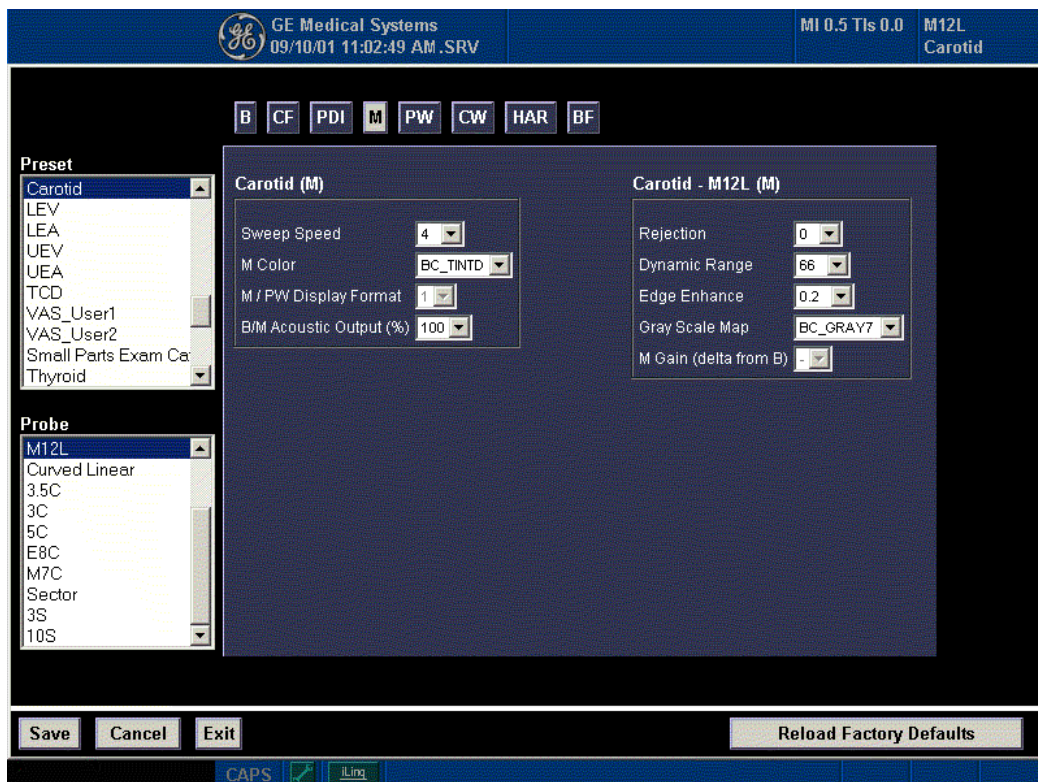 GE Medical Systems
09/10/01 11:02:49 AM.SRV
MI 0.5 TIs 0.0
M12L
Carotid
B CF PDI M PW CW HAR BF
Preset
Carotid
LEV
LEA
UEV
UEA
TCD
VAS_User1
VAS_User2
Small Parts Exam Ca
Thyroid
Probe
M12L
Curved Linear
3.5C
3C
5C
E8C
M7C
Sector
3S
10S
Carotid (M)
Sweep Speed 4
M Color BC_TINTD
M / PW Display Format 1
B/M Acoustic Output (%) 100
Carotid - M12L (M)
Rejection 0
Dynamic Range 66
Edge Enhance 0.2
Gray Scale Map BC_GRAY7
M Gain (delta from B) -
Save Cancel Exit Reload Factory Defaults
CAPS iLinq